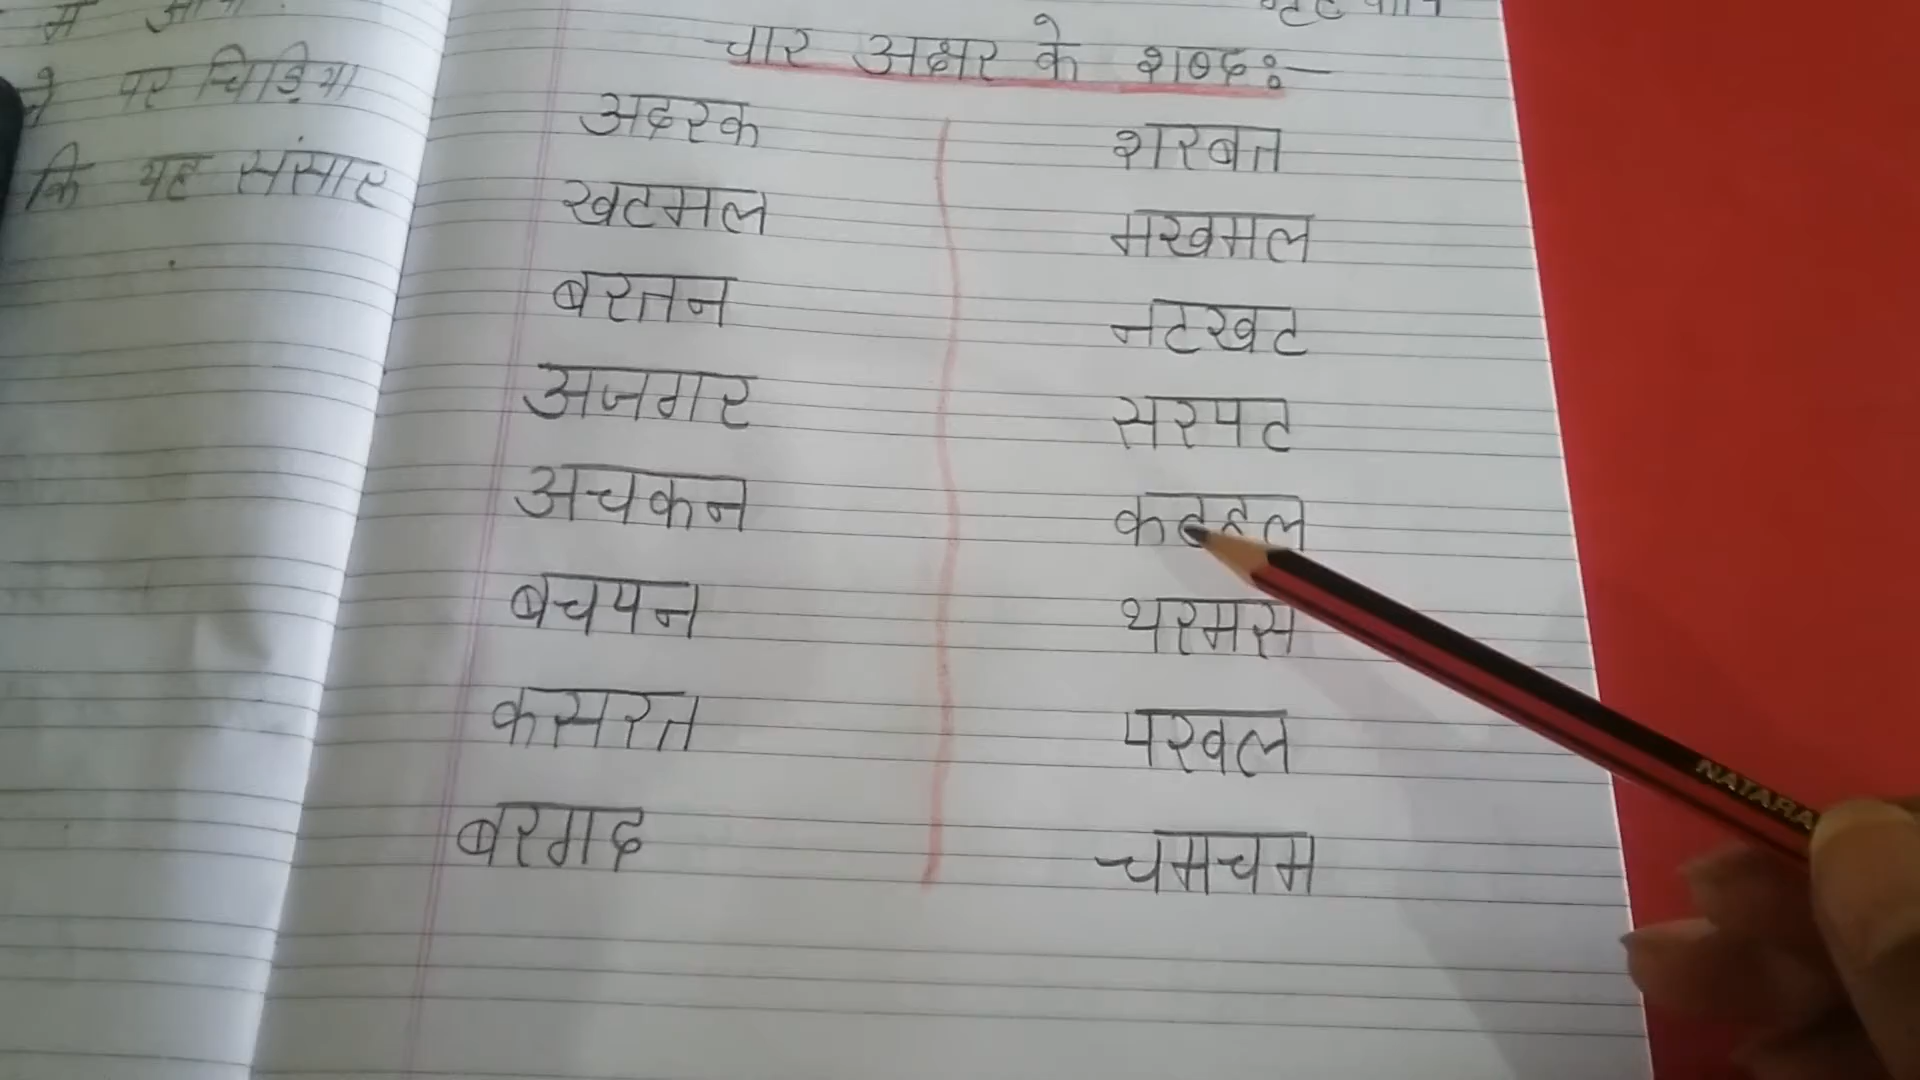 चार अक्षर के शब्द:-
अदरक
खटमल
बरतन
अजगर
अचकन
बचपन
कसरत
बरगद
शरबत
मखमल
नटखट
सरपट
कटहल
थरमस
परवल
चमचम
पर चिड़िया
कि यह संसार
NATARA